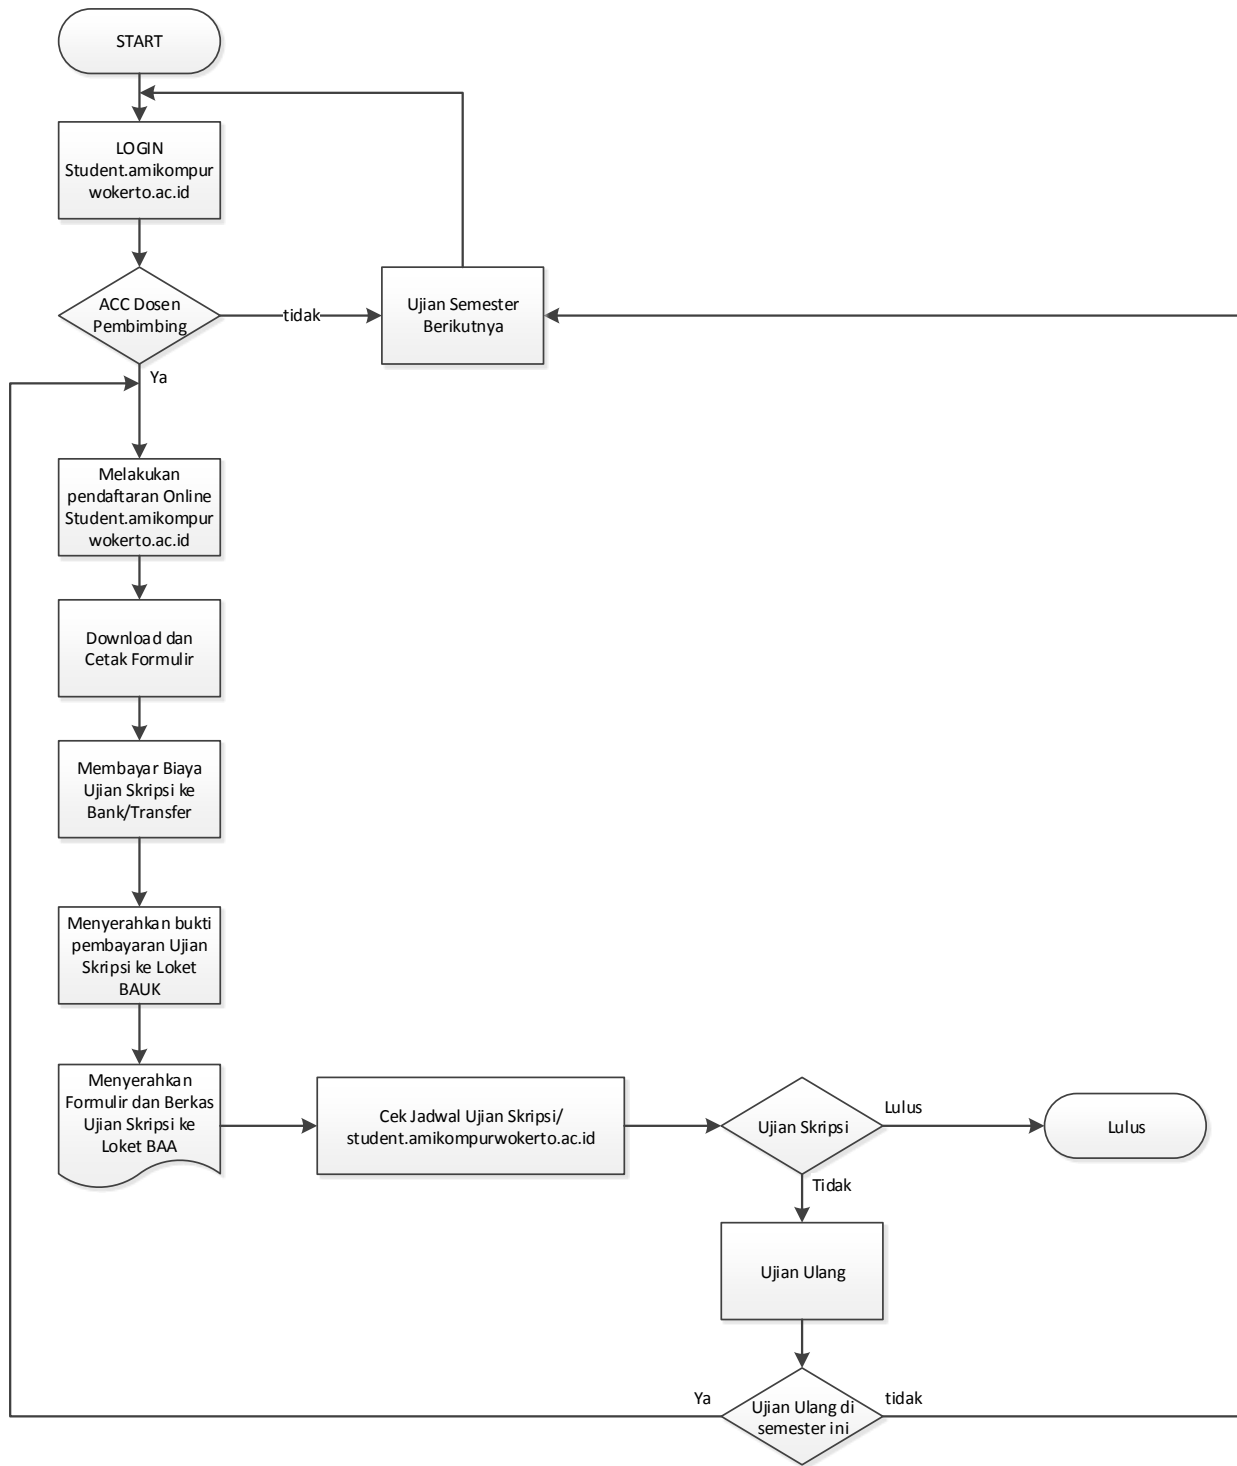 START
LOGIN
Student.amikompur
wokerto.ac.id
ACC Dosen
Pembimbing
tidak
Ujian Semester
Berikutnya
Ya
Melakukan
pendaftaran Online
Student.amikompur
wokerto.ac.id
Download dan
Cetak Formulir
Membayar Biaya
Ujian Skripsi ke
Bank/Transfer
Menyerahkan bukti
pembayaran Ujian
Skripsi ke Loket
BAUK
Menyerahkan
Formulir dan Berkas
Ujian Skripsi ke
Loket BAA
Cek Jadwal Ujian Skripsi/
student.amikompurwokerto.ac.id
Ujian Skripsi
Lulus
Lulus
Tidak
Ujian Ulang
Ya
Ujian Ulang di
semester ini
tidak